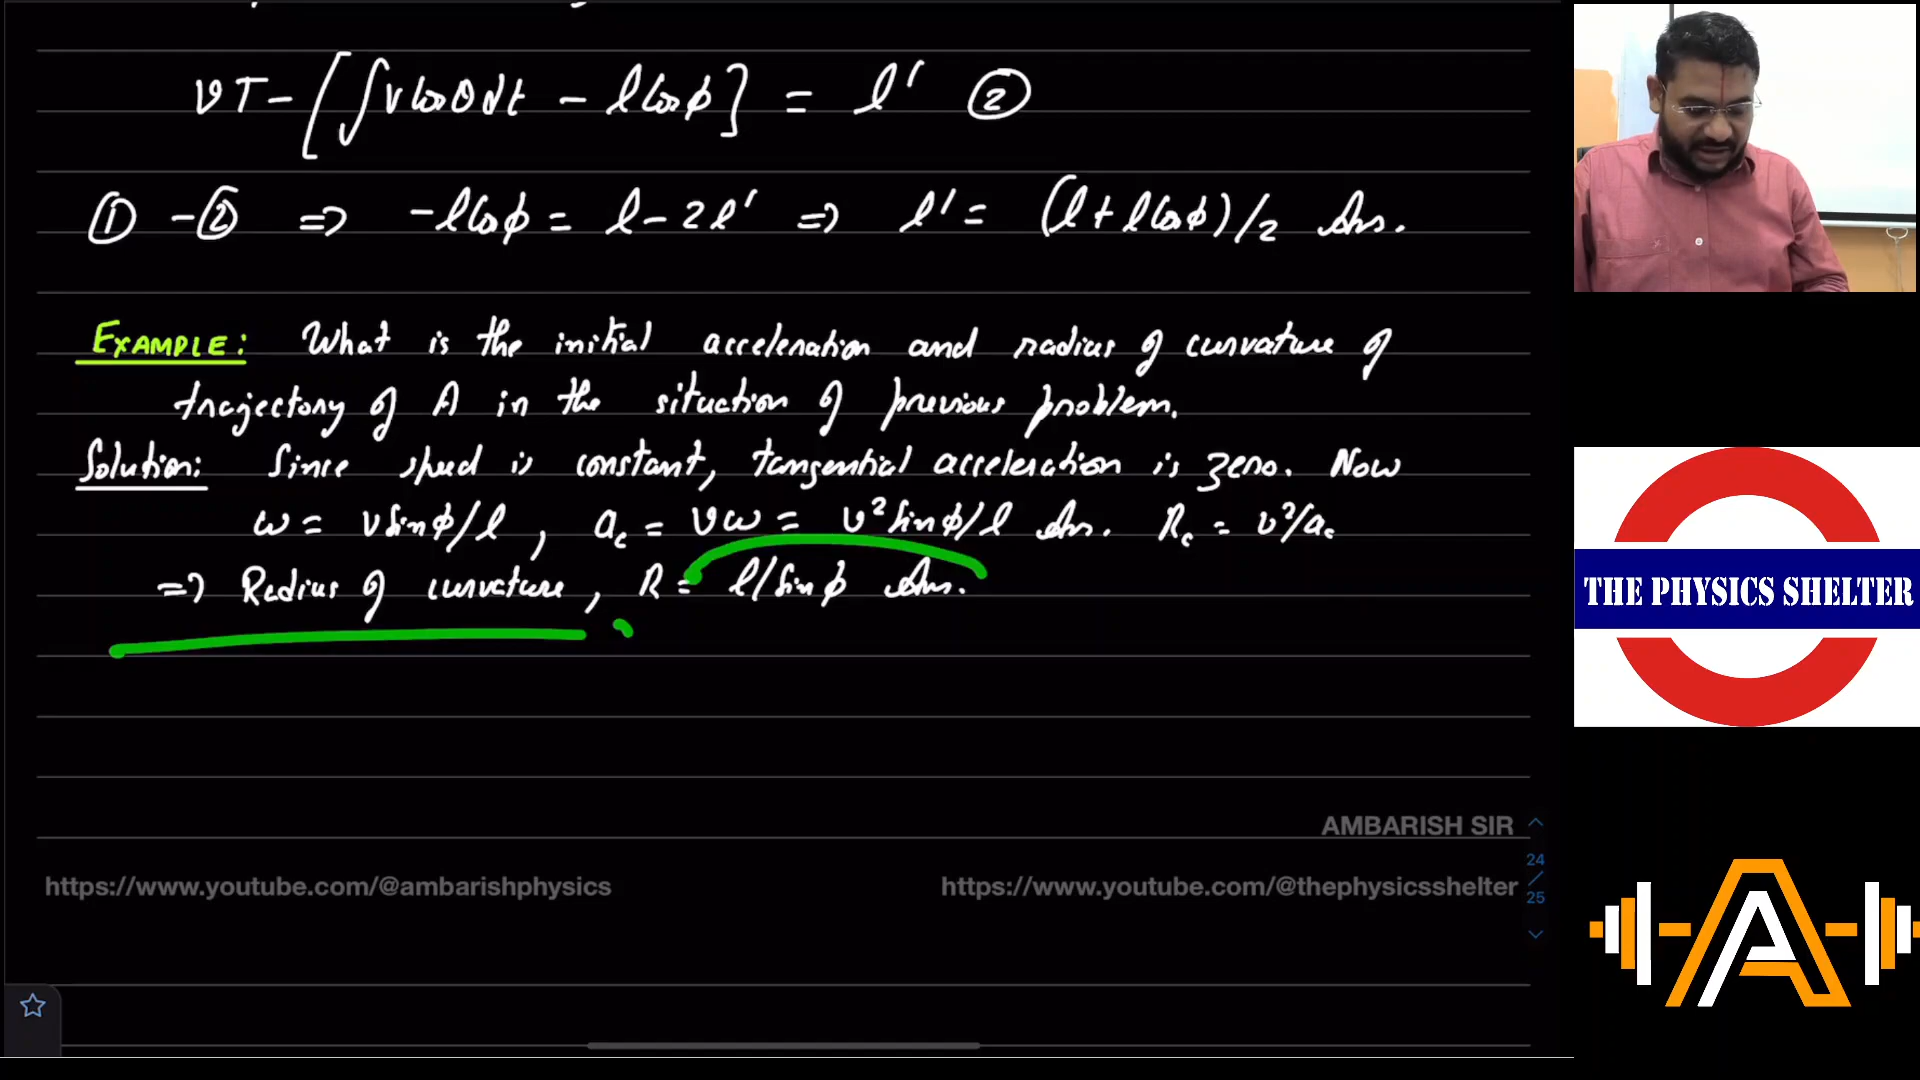 vT - [∫v cosθ dt - l cosϕ] = l' ②
① - ② ⇒ -l cosϕ = l - 2l' ⇒ l' = (l + l cosϕ)/2 Ans.
EXAMPLE: What is the initial acceleration and radius of curvature of
trajectory of A in the situation of previous problem.
Solution: Since speed is constant, tangential acceleration is zero. Now
ω = v sinϕ/l, a_c = vω = v² sinϕ/l Ans. R_c = v²/a_c
⇒ Radius of curvature, R = l/sinϕ Ans.
THE PHYSICS SHELTER
AMBARISH SIR
24
/
25
https://www.youtube.com/@ambarishphysics https://www.youtube.com/@thephysicsshelter